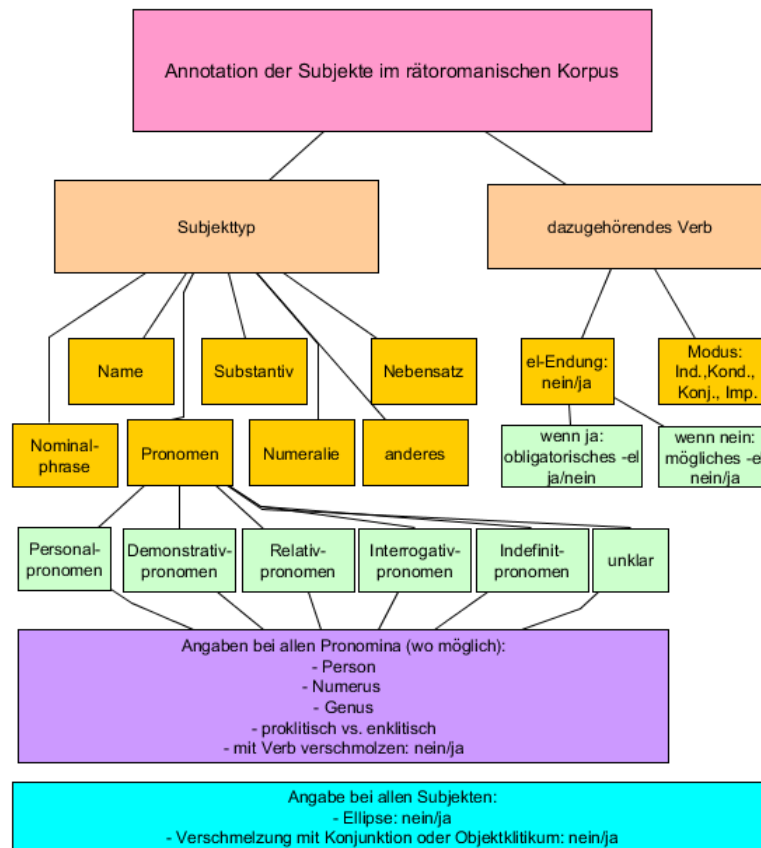 Annotation der Subjekte im rätoromanischen Korpus
Subjekttyp
dazugehörendes Verb
Name
Substantiv
Nebensatz
el-Endung:
nein/ja
Modus:
Ind.,Kond.,
Konj., Imp.
Nominal-
phrase
Pronomen
Numeralie
anderes
wenn ja:
obligatorisches -el
ja/nein
wenn nein:
mögliches -el
nein/ja
Personal-
pronomen
Demonstrativ-
pronomen
Relativ-
pronomen
Interrogativ-
pronomen
Indefinit-
pronomen
unklar
Angaben bei allen Pronomina (wo möglich):
- Person
- Numerus
- Genus
- proklitisch vs. enklitisch
- mit Verb verschmolzen: nein/ja
Angabe bei allen Subjekten:
- Ellipse: nein/ja
- Verschmelzung mit Konjunktion oder Objektklitikum: nein/ja